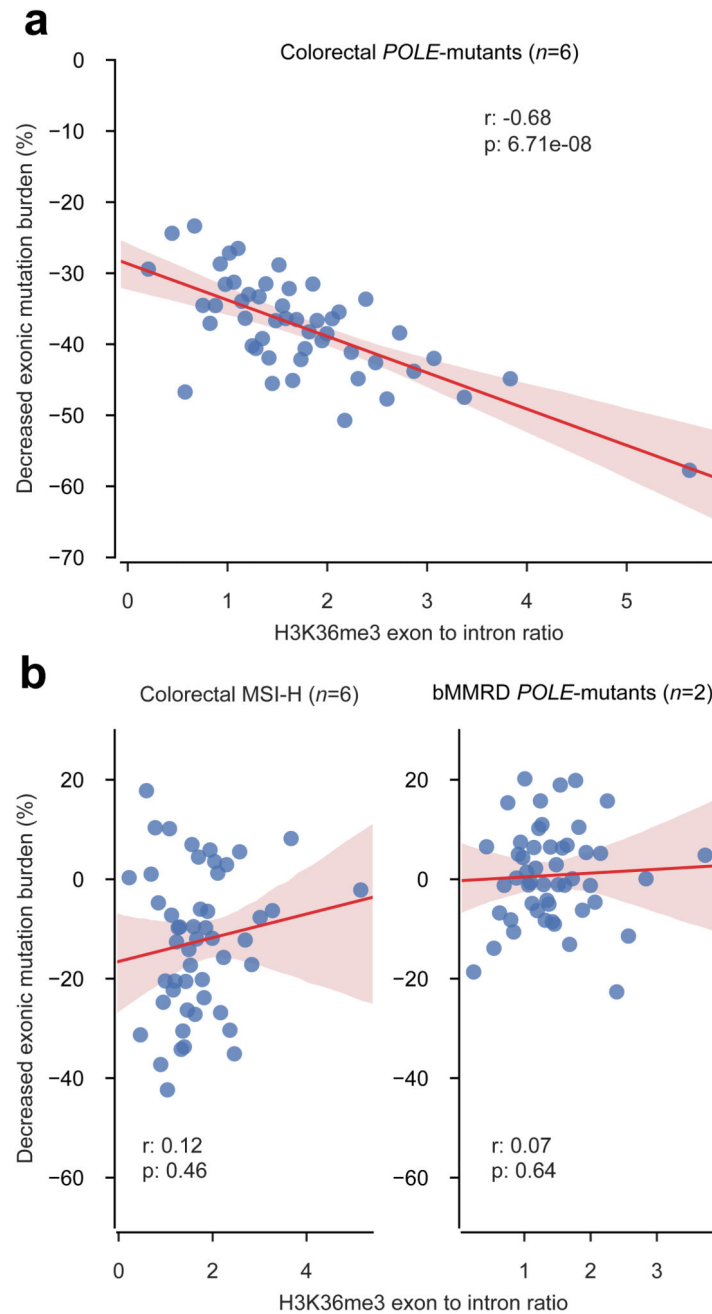 a
Colorectal POLE-mutants (n=6)
r: -0.68
p: 6.71e-08
Decreased exonic mutation burden (%)
0
−10
−20
−30
−40
−50
−60
−70
0 1 2 3 4 5
H3K36me3 exon to intron ratio
b
Colorectal MSI-H (n=6)
bMMRD POLE-mutants (n=2)
Decreased exonic mutation burden (%)
20
0
−20
−40
−60
r: 0.12
p: 0.46
0 2 4
20
0
−20
−40
−60
r: 0.07
p: 0.64
1 2 3
H3K36me3 exon to intron ratio